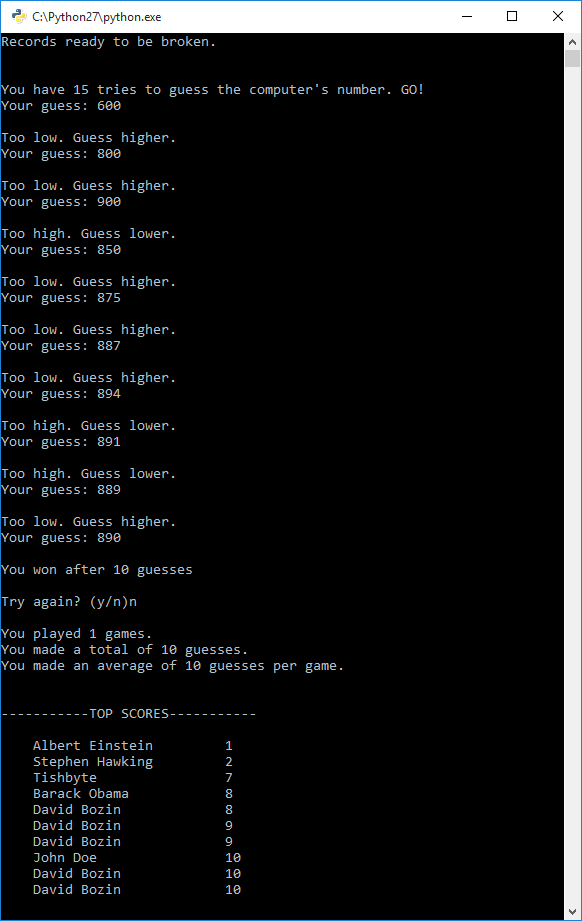 C:\Python27\python.exe
Records ready to be broken.
You have 15 tries to guess the computer's number. GO!
Your guess: 600
Too low. Guess higher.
Your guess: 800
Too low. Guess higher.
Your guess: 900
Too high. Guess lower.
Your guess: 850
Too low. Guess higher.
Your guess: 875
Too low. Guess higher.
Your guess: 887
Too low. Guess higher.
Your guess: 894
Too high. Guess lower.
Your guess: 891
Too high. Guess lower.
Your guess: 889
Too low. Guess higher.
Your guess: 890
You won after 10 guesses
Try again? (y/n)n
You played 1 games.
You made a total of 10 guesses.
You made an average of 10 guesses per game.
-----------TOP SCORES-----------
Albert Einstein 1
Stephen Hawking 2
Tishbyte 7
Barack Obama 8
David Bozin 8
David Bozin 9
David Bozin 9
John Doe 10
David Bozin 10
David Bozin 10